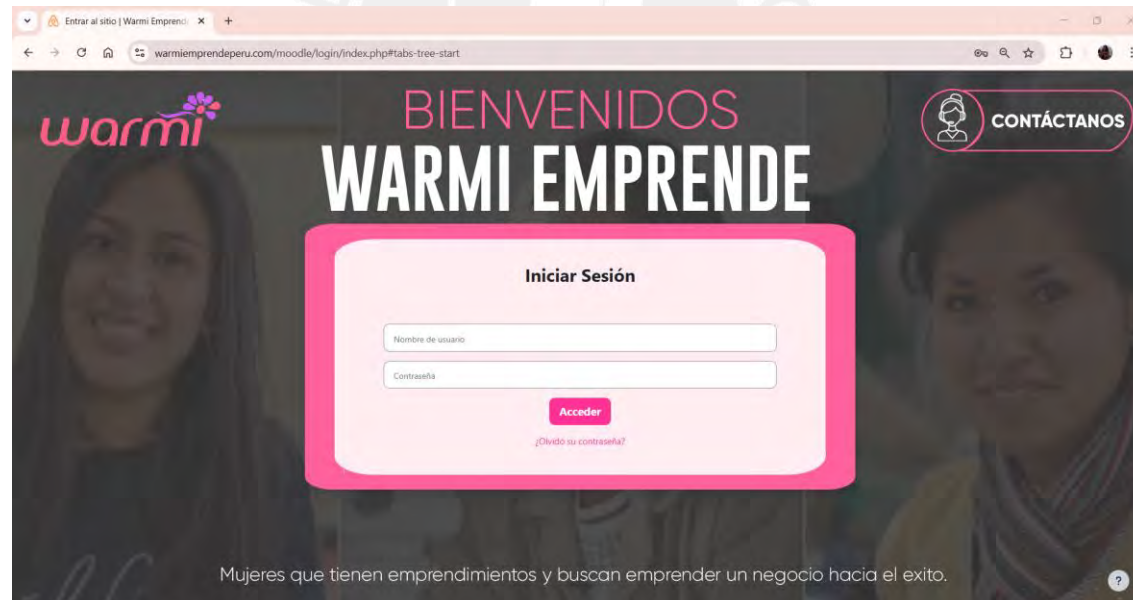 Entrar al sitio | Warmi Emprend
warmiemprendeperu.com/moodle/login/index.php#tabs-tree-start
warmi
BIENVENIDOS
WARMI EMPRENDE
CONTÁCTANOS
Iniciar Sesión
Nombre de usuario
Contraseña
Acceder
¿Olvido su contraseña?
Mujeres que tienen emprendimientos y buscan emprender un negocio hacia el exito.
?